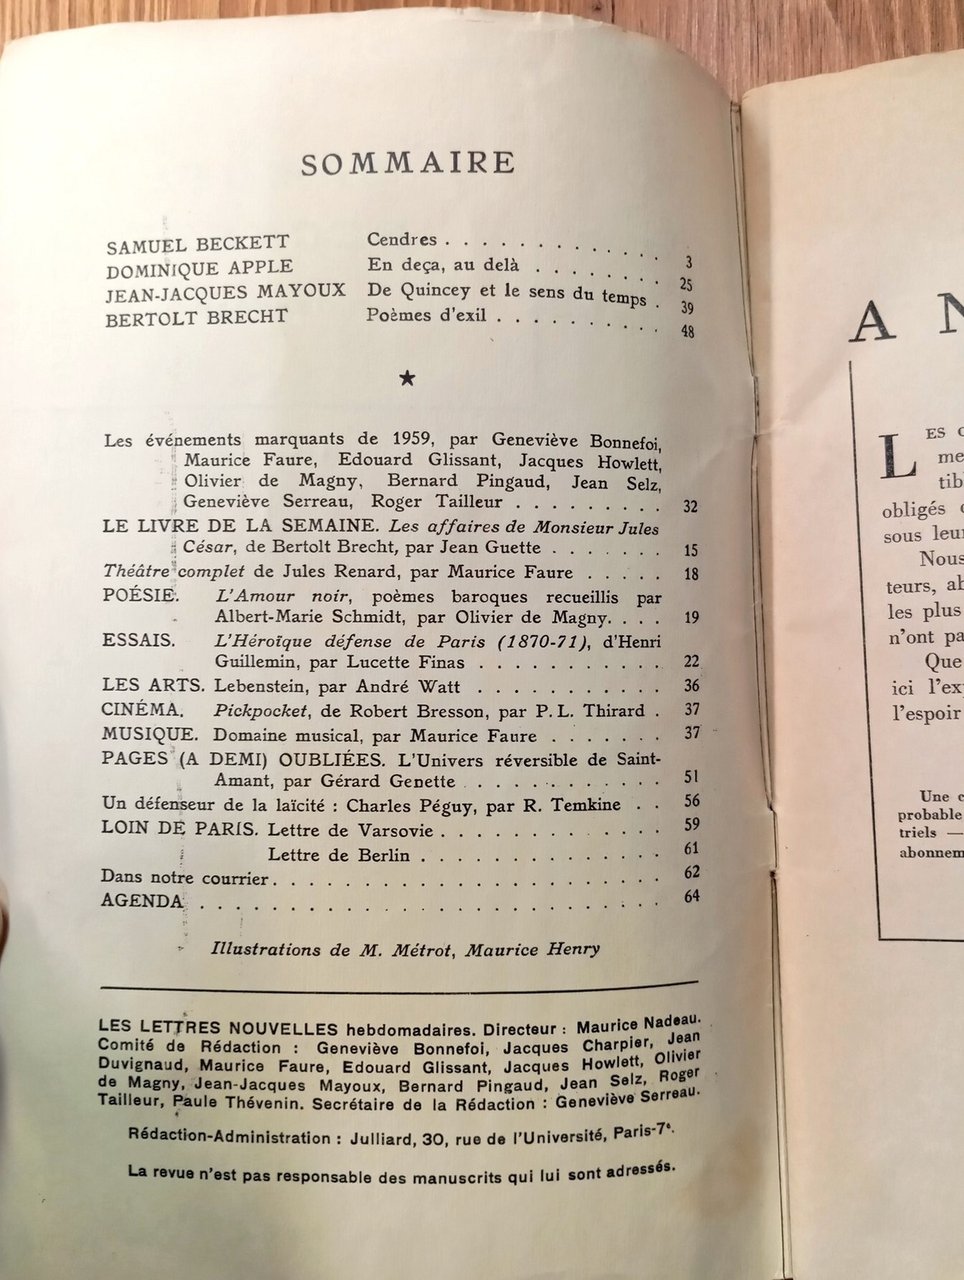 SOMMAIRE
SAMUEL BECKETT Cendres . . . . . . . . . . . . 3
DOMINIQUE APPLE En deça, au delà . . . . . . . 25
JEAN-JACQUES MAYOUX De Quincey et le sens du temps . 39
BERTOLT BRECHT Poèmes d'exil . . . . . . . . . . 48
★
Les événements marquants de 1959, par Geneviève Bonnefoi,
Maurice Faure, Edouard Glissant, Jacques Howlett,
Olivier de Magny, Bernard Pingaud, Jean Selz,
Geneviève Serreau, Roger Tailleur . . . . . . . . . 32
LE LIVRE DE LA SEMAINE. Les affaires de Monsieur Jules
César, de Bertolt Brecht, par Jean Guette . . . . . . . 15
Théâtre complet de Jules Renard, par Maurice Faure . . . . . 18
POÉSIE. L'Amour noir, poèmes baroques recueillis par
Albert-Marie Schmidt, par Olivier de Magny. . . . 19
ESSAIS. L'Héroïque défense de Paris (1870-71), d'Henri
Guillemin, par Lucette Finas . . . . . . . . . . . 22
LES ARTS. Lebenstein, par André Watt . . . . . . . . . . . 36
CINÉMA. Pickpocket, de Robert Bresson, par P. L. Thirard . 37
MUSIQUE. Domaine musical, par Maurice Faure . . . . . . . 37
PAGES (A DEMI) OUBLIÉES. L'Univers réversible de Saint-
Amant, par Gérard Genette . . . . . . . . . . . . 51
Un défenseur de la laïcité : Charles Péguy, par R. Temkine . . 56
LOIN DE PARIS. Lettre de Varsovie . . . . . . . . . . . . . 59
Lettre de Berlin . . . . . . . . . . . . . . 61
Dans notre courrier . . . . . . . . . . . . . . . . . . . . . . 62
AGENDA . . . . . . . . . . . . . . . . . . . . . . . . . . 64
Illustrations de M. Métrot, Maurice Henry
LES LETTRES NOUVELLES hebdomadaires. Directeur : Maurice Nadeau.
Comité de Rédaction : Geneviève Bonnefoi, Jacques Charpier, Jean
Duvignaud, Maurice Faure, Edouard Glissant, Jacques Howlett, Olivier
de Magny, Jean-Jacques Mayoux, Bernard Pingaud, Jean Selz, Roger
Tailleur, Paule Thévenin. Secrétaire de la Rédaction : Geneviève Serreau.
Rédaction-Administration : Julliard, 30, rue de l'Université, Paris-7e.
La revue n'est pas responsable des manuscrits qui lui sont adressés.
A N
LES
me
tib
obligés
sous leu
Nous
teurs, ab
les plus
n'ont pa
Que
ici l'ex
l'espoir
Une
probable
triels —
abonnem